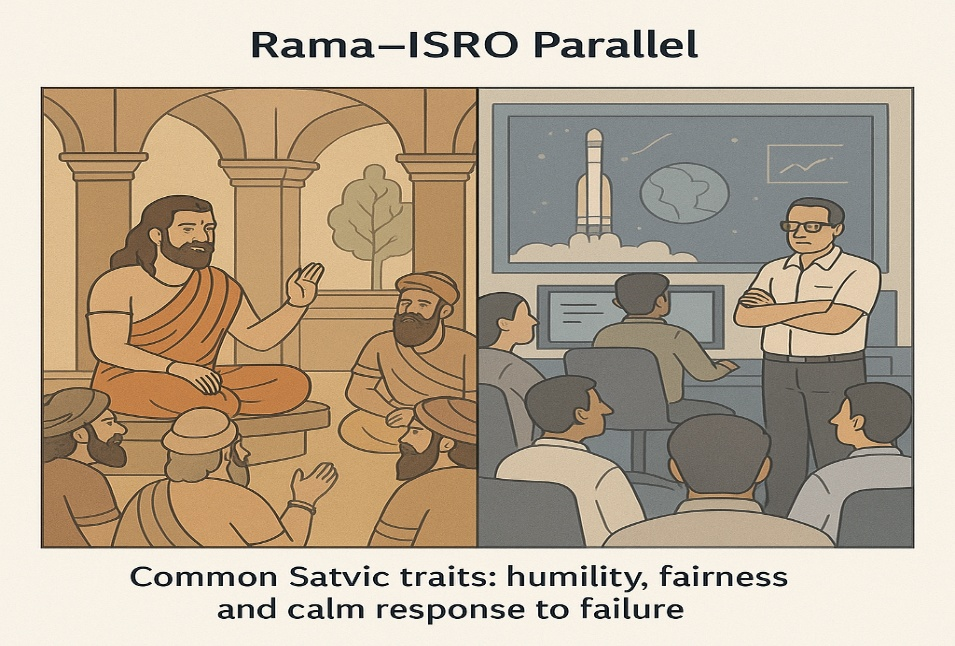 Rama–ISRO Parallel
Common Satvic traits: humility, fairness
and calm response to failure